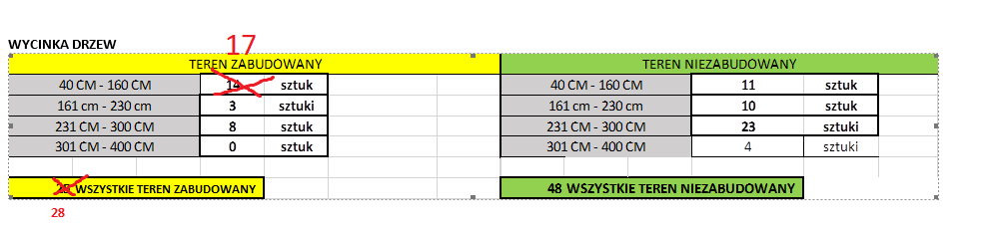 17
WYCINKA DRZEW
TEREN ZABUDOWANY TEREN NIEZABUDOWANY
40 CM - 160 CM 14 sztuk 40 CM - 160 CM 11 sztuk
161 cm - 230 cm 3 sztuki 161 cm - 230 cm 10 sztuk
231 CM - 300 CM 8 sztuk 231 CM - 300 CM 23 sztuki
301 CM - 400 CM 0 sztuk 301 CM - 400 CM 4 sztuki
WSZYSTKIE TEREN ZABUDOWANY 48 WSZYSTKIE TEREN NIEZABUDOWANY
28